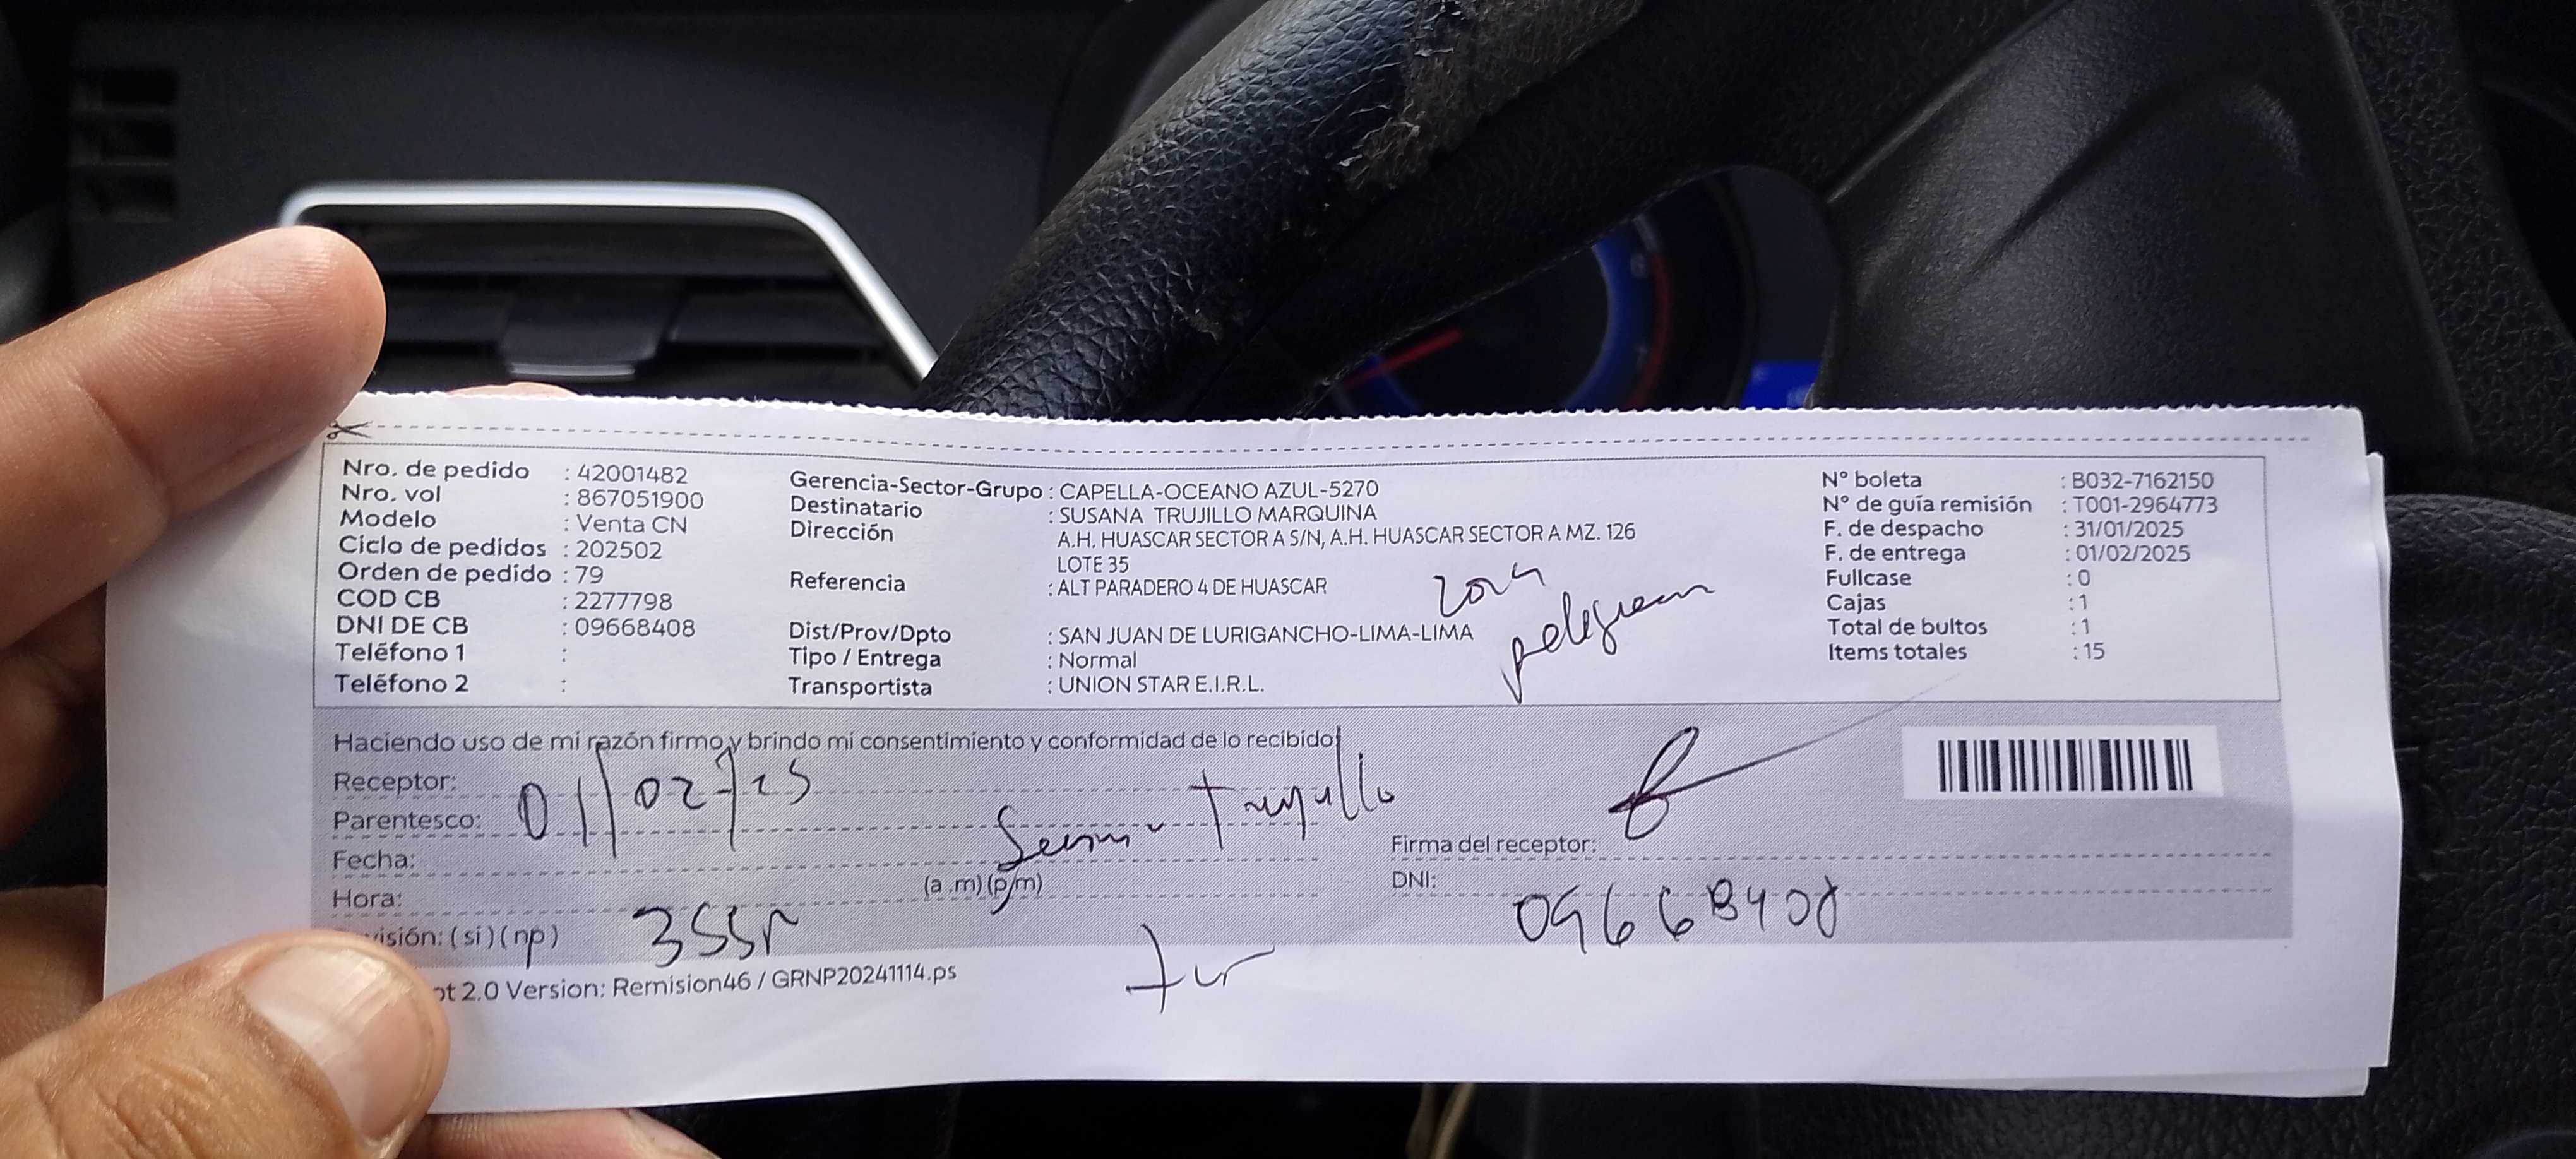 Nro. de pedido : 42001482
Nro. vol : 867051900
Modelo : Venta CN
Ciclo de pedidos : 202502
Orden de pedido : 79
COD CB : 2277798
DNI DE CB : 09668408
Teléfono 1 :
Teléfono 2 :
Gerencia-Sector-Grupo : CAPELLA-OCEANO AZUL-5270
Destinatario : SUSANA TRUJILLO MARQUINA
Dirección : A.H. HUASCAR SECTOR A S/N, A.H. HUASCAR SECTOR A MZ. 126
LOTE 35
Referencia : ALT PARADERO 4 DE HUASCAR
Dist/Prov/Dpto : SAN JUAN DE LURIGANCHO-LIMA-LIMA
Tipo / Entrega : Normal
Transportista : UNION STAR E.I.R.L.
N° boleta : B032-7162150
N° de guía remisión : T001-2964773
F. de despacho : 31/01/2025
F. de entrega : 01/02/2025
Fullcase : 0
Cajas : 1
Total de bultos : 1
Items totales : 15
Haciendo uso de mi razón firmo y brindo mi consentimiento y conformidad de lo recibido
Receptor:
Parentesco: 01/02/25
Trujillo
Fecha:
Hora: (a .m) (p/m)
Firma del receptor:
DNI: 09668408
visión: ( si ) ( np )
2.0 Version: Remision46 / GRNP20241114.ps